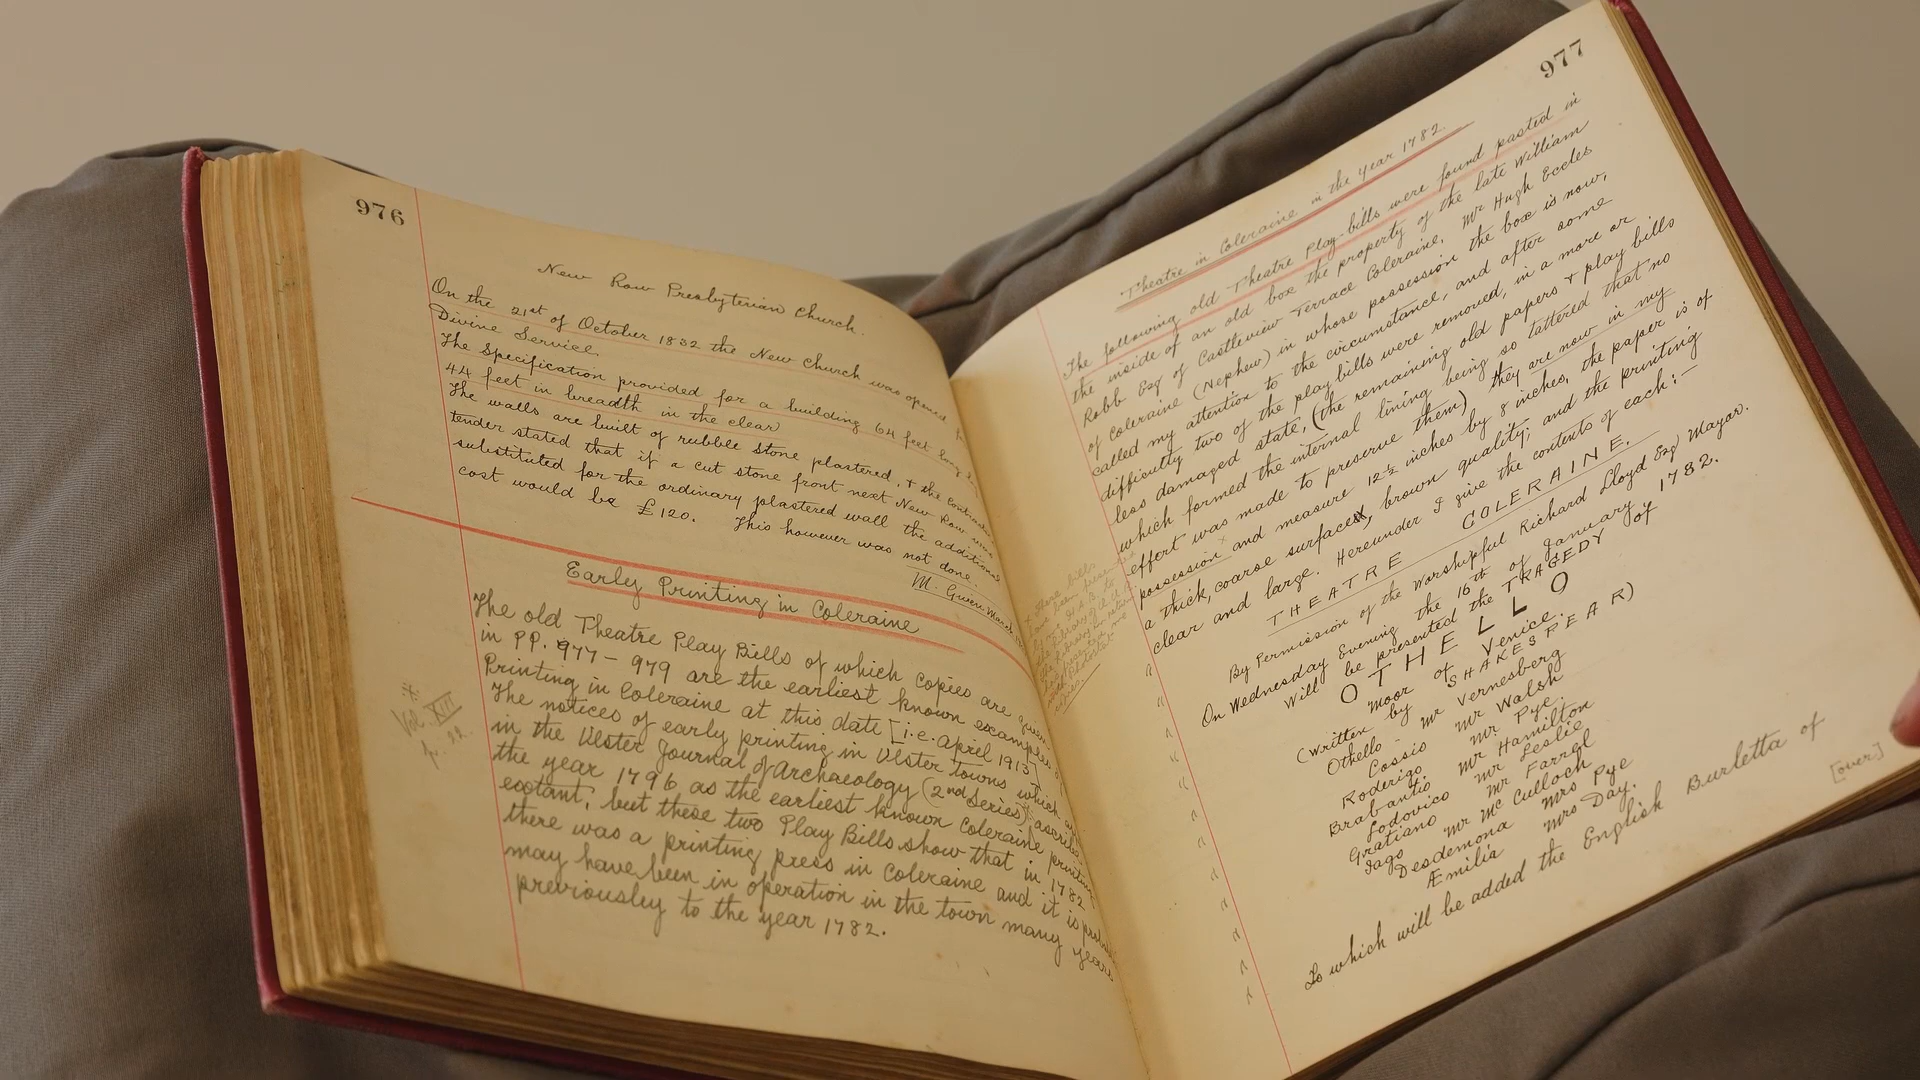 976
New Row Presbyterian Church.
On the 21st of October 1832 the New Church was opened
Divine Service.
The Specification provided for a building 64 feet long
44 feet in breadth in the clear
The walls are built of rubble stone plastered, & the
tender stated that if a cut stone front next New Row
substituted for the ordinary plastered wall the additional
cost would be £120. This however was not done.
M. Gwen. March
Early Printing in Coleraine
The old Theatre Play Bills of which copies are given
in PP. 977 - 979 are the earliest known examples of
Printing in Coleraine at this date [i.e. April 1913]
The notices of early printing in Ulster towns which
in the Ulster Journal of Archaeology (2nd Series)
the year 1796 as the earliest known Coleraine printing
extant, but these two Play Bills show that in 1782
there was a printing press in Coleraine and it is
may have been in operation in the town many years
previously to the year 1782.
Vol. XIII
977
Theatre in Coleraine in the year 1782.
The following old Theatre Play-bills were found pasted in
the inside of an old box the property of the late William
Robb Esq of Castleview Terrace Coleraine. Mr Hugh Eccles
of Coleraine (Nephew) in whose possession the box is now,
called my attention to the circumstance, and after some
difficulty two of the play bills were removed, in a more or
less damaged state, (the remaining old papers & play bills
which formed the internal lining being so tattered that no
effort was made to preserve them) they are now in my
possession and measure 12½ inches by 8 inches, the paper is of
a thick, coarse surface, brown quality; and the printing
clear and large. Hereunder I give the contents of each:-
THEATRE COLERAINE.
By Permission of the Worshipful Richard Lloyd Esq Mayor.
On Wednesday Evening the 16th of January 1782.
Will be presented the TRAGEDY of
OTHELLO
Moor of Venice.
(Written by SHAKESPEAR)
Othello Mr Vernesberg
Cassio Mr Walsh
Roderigo Mr Pye
Brabantio Mr Hamilton
Lodovico Mr Leslie
Gratiano Mr Farrel
Iago Mr McCulloch
Desdemona Mrs Pye
Æmilia Mrs Day.
To which will be added the English Burletta of
[over]